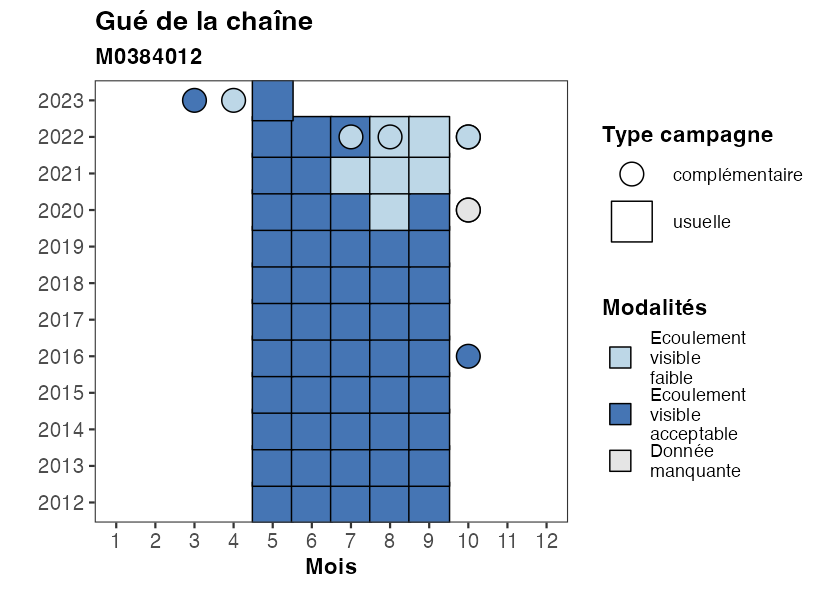 Gué de la chaîne
M0384012
2023
2022
2021
2020
2019
2018
2017
2016
2015
2014
2013
2012
1 2 3 4 5 6 7 8 9 10 11 12
Mois
Type campagne
complémentaire
usuelle
Modalités
Ecoulement
visible
faible
Ecoulement
visible
acceptable
Donnée
manquante